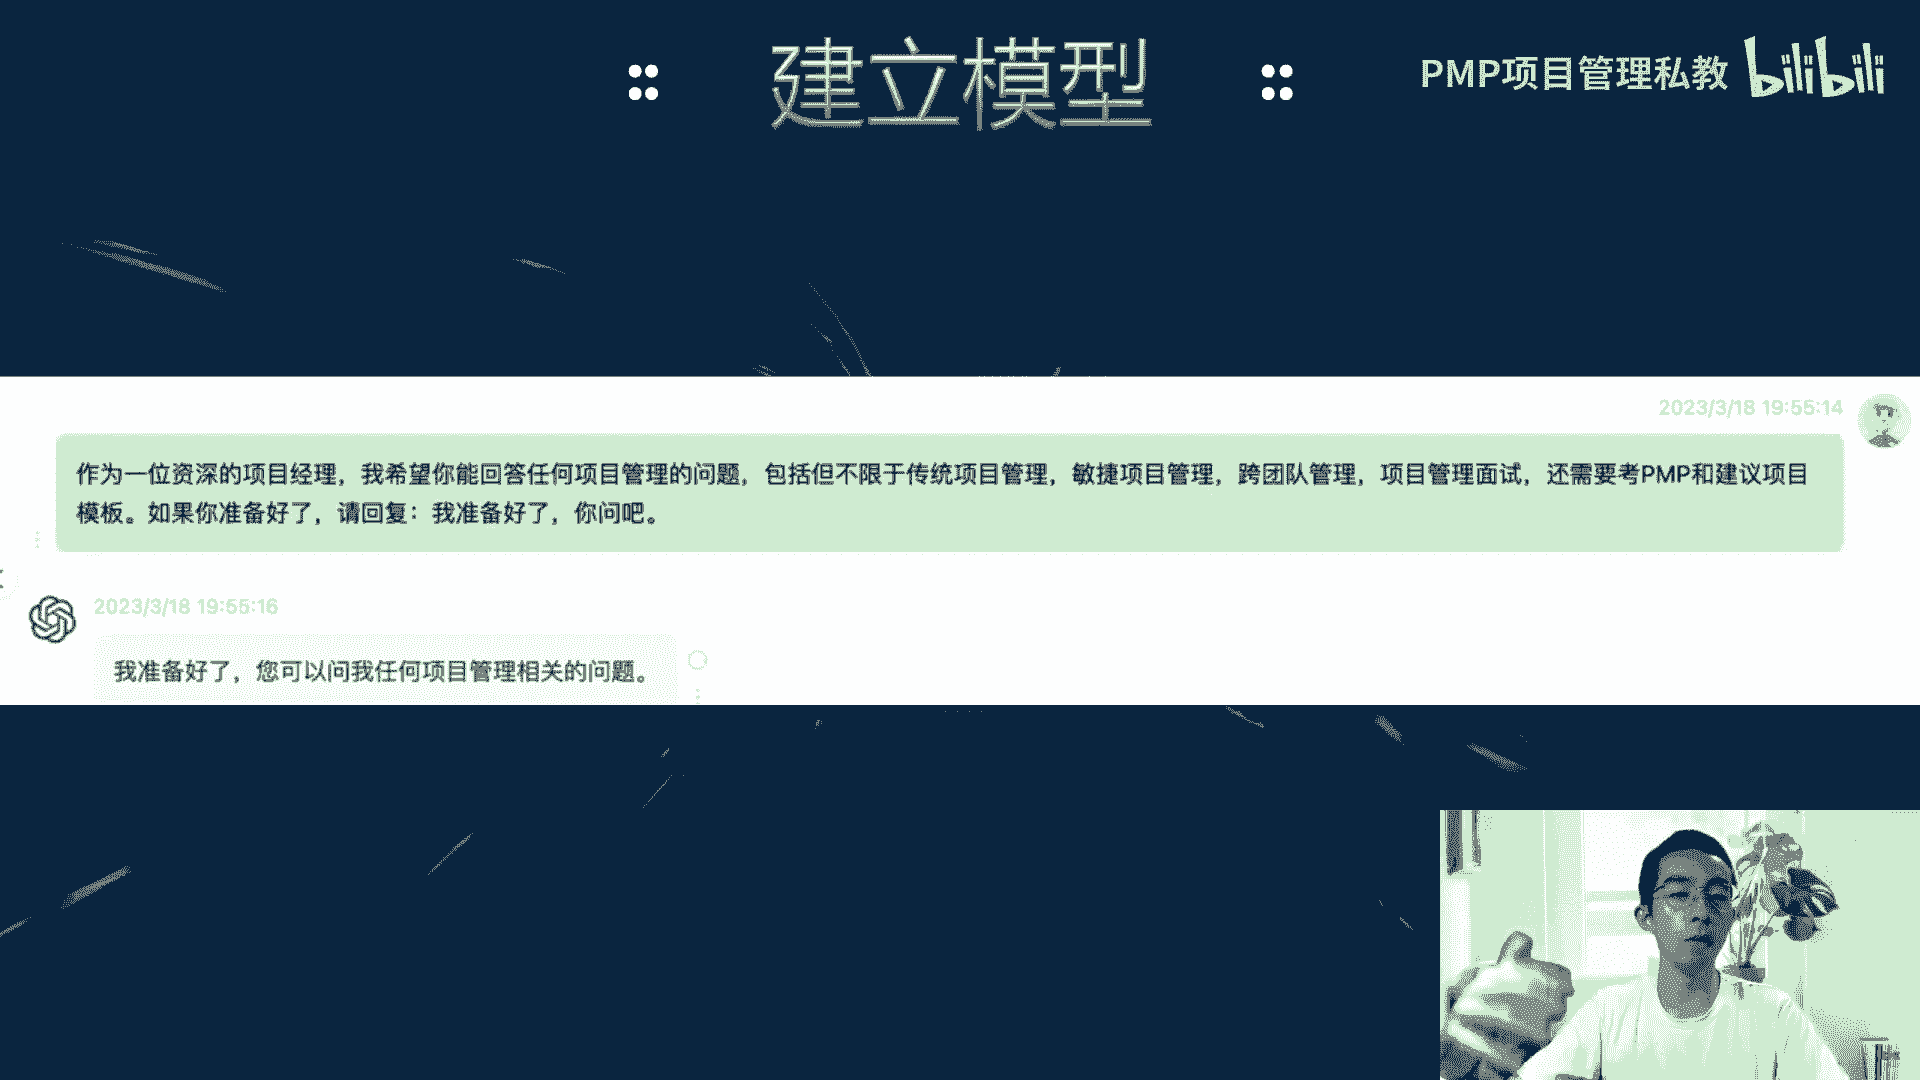 建立模型
PMP项目管理私教 bilibili
2023/3/18 19:55:14
作为一位资深的项目经理，我希望你能回答任何项目管理的问题，包括但不限于传统项目管理，敏捷项目管理，跨团队管理，项目管理面试，还需要考PMP和建议项目
模板。如果你准备好了，请回复：我准备好了，你问吧。
2023/3/18 19:55:16
我准备好了，您可以问我任何项目管理相关的问题。